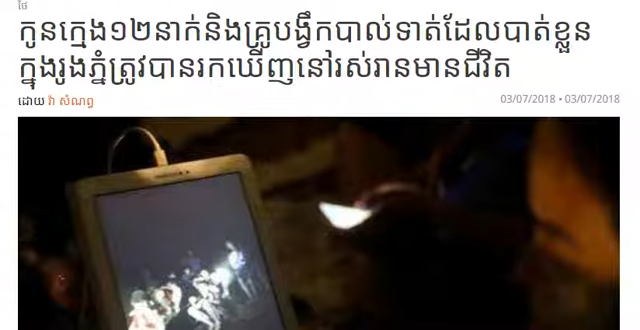 ថៃ
កូនក្មេង១២នាក់និងគ្រូបង្វឹកបាល់ទាត់ដែលបាត់ខ្លួន
ក្នុងរូងភ្នំត្រូវបានរកឃើញនៅរស់រានមានជីវិត
ដោយ វ៉ា សំណព្វ 03/07/2018 • 03/07/2018